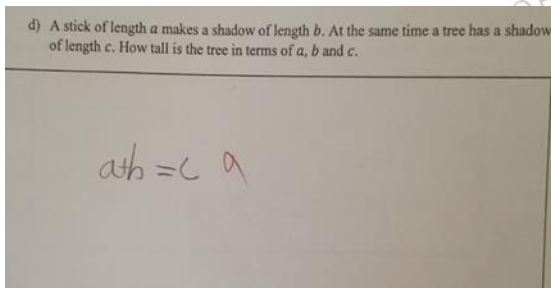 d) A stick of length a makes a shadow of length b. At the same time a tree has a shadow
of length c. How tall is the tree in terms of a, b and c.
a+b = c a